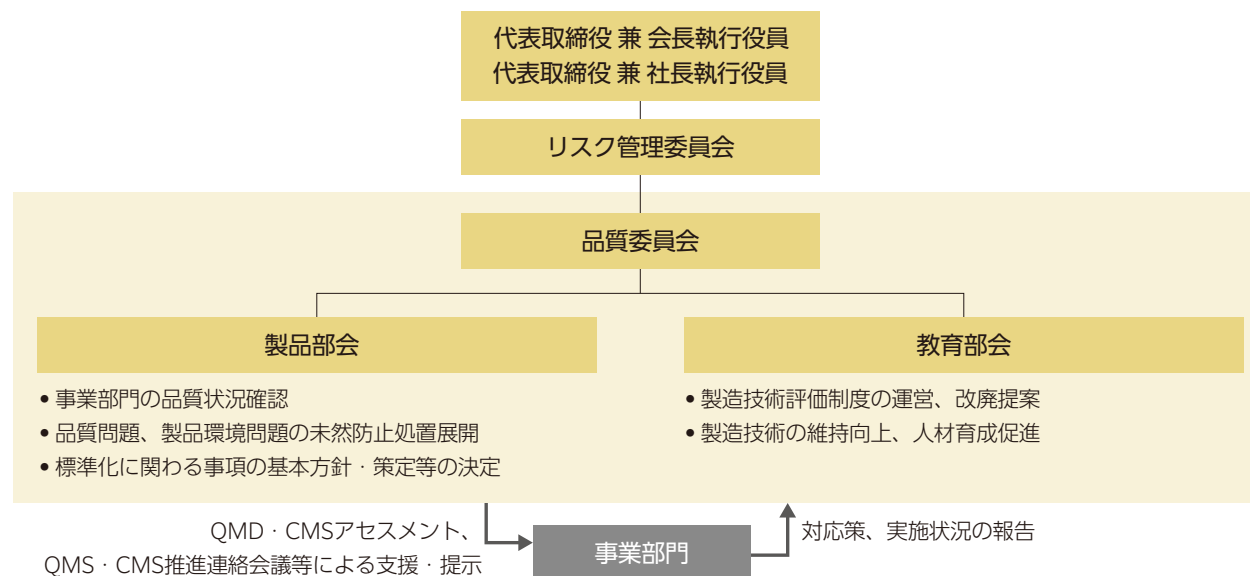 代表取締役 兼 会長執行役員
代表取締役 兼 社長執行役員
リスク管理委員会
品質委員会
製品部会
• 事業部門の品質状況確認
• 品質問題、製品環境問題の未然防止処置展開
• 標準化に関わる事項の基本方針・策定等の決定
教育部会
• 製造技術評価制度の運営、改廃提案
• 製造技術の維持向上、人材育成促進
QMD・CMSアセスメント、
QMS・CMS推進連絡会議等による支援・提示
事業部門
対応策、実施状況の報告